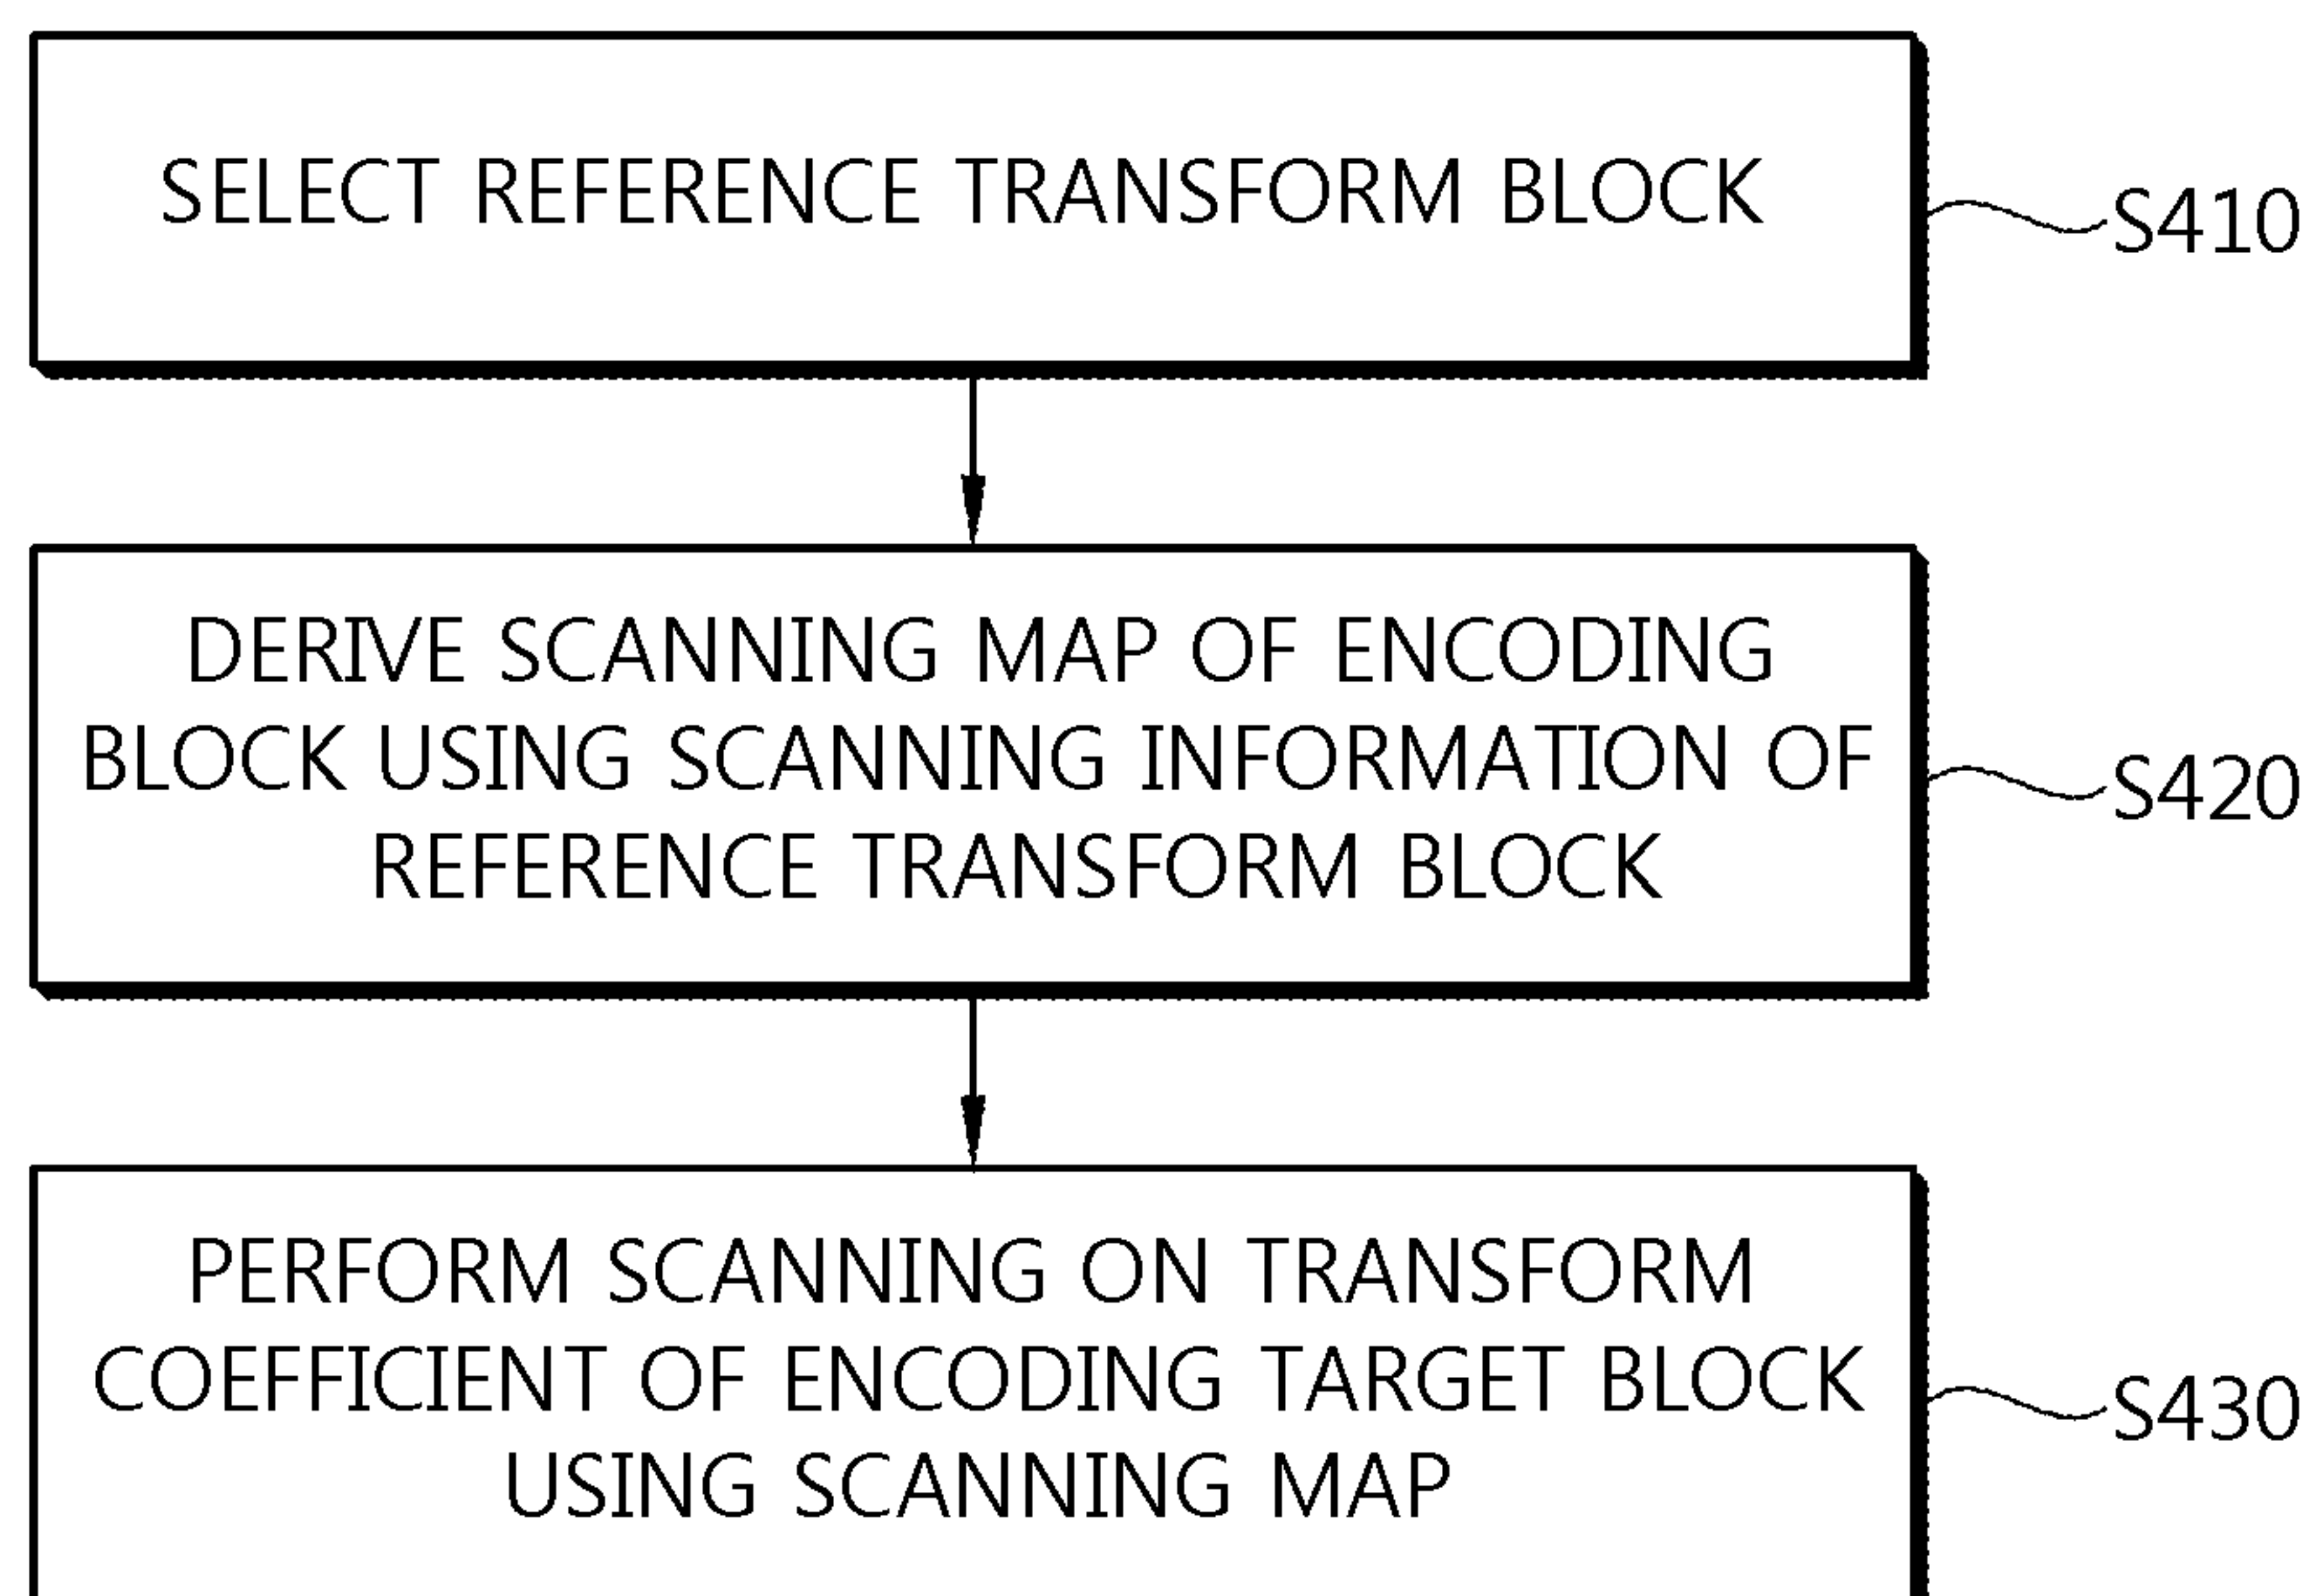 SELECT REFERENCE TRANSFORM BLOCK
S410
DERIVE SCANNING MAP OF ENCODING
BLOCK USING SCANNING INFORMATION OF
REFERENCE TRANSFORM BLOCK
S420
PERFORM SCANNING ON TRANSFORM
COEFFICIENT OF ENCODING TARGET BLOCK
USING SCANNING MAP
S430